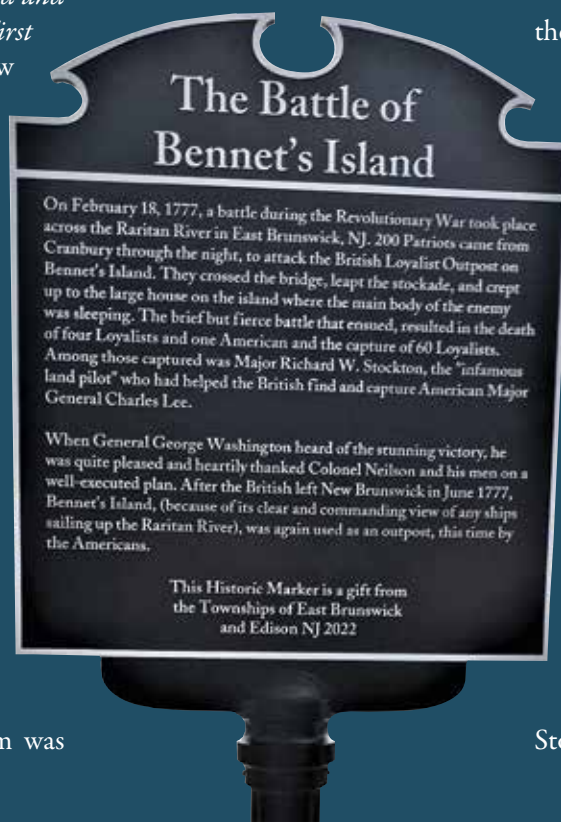 d and
irst
w
the
The Battle of
Bennet's Island
On February 18, 1777, a battle during the Revolutionary War took place
across the Raritan River in East Brunswick, NJ. 200 Patriots came from
Cranbury through the night, to attack the British Loyalist Outpost on
Bennet's Island. They crossed the bridge, leapt the stockade, and crept
up to the large house on the island where the main body of the enemy
was sleeping. The brief but fierce battle that ensued, resulted in the death
of four Loyalists and one American and the capture of 60 Loyalists.
Among those captured was Major Richard W. Stockton, the "infamous
land pilot" who had helped the British find and capture American Major
General Charles Lee.
When General George Washington heard of the stunning victory, he
was quite pleased and heartily thanked Colonel Neilson and his men on a
well-executed plan. After the British left New Brunswick in June 1777,
Bennet's Island, (because of its clear and commanding view of any ships
sailing up the Raritan River), was again used as an outpost, this time by
the Americans.
This Historic Marker is a gift from
the Townships of East Brunswick
and Edison NJ 2022
n was
Sto